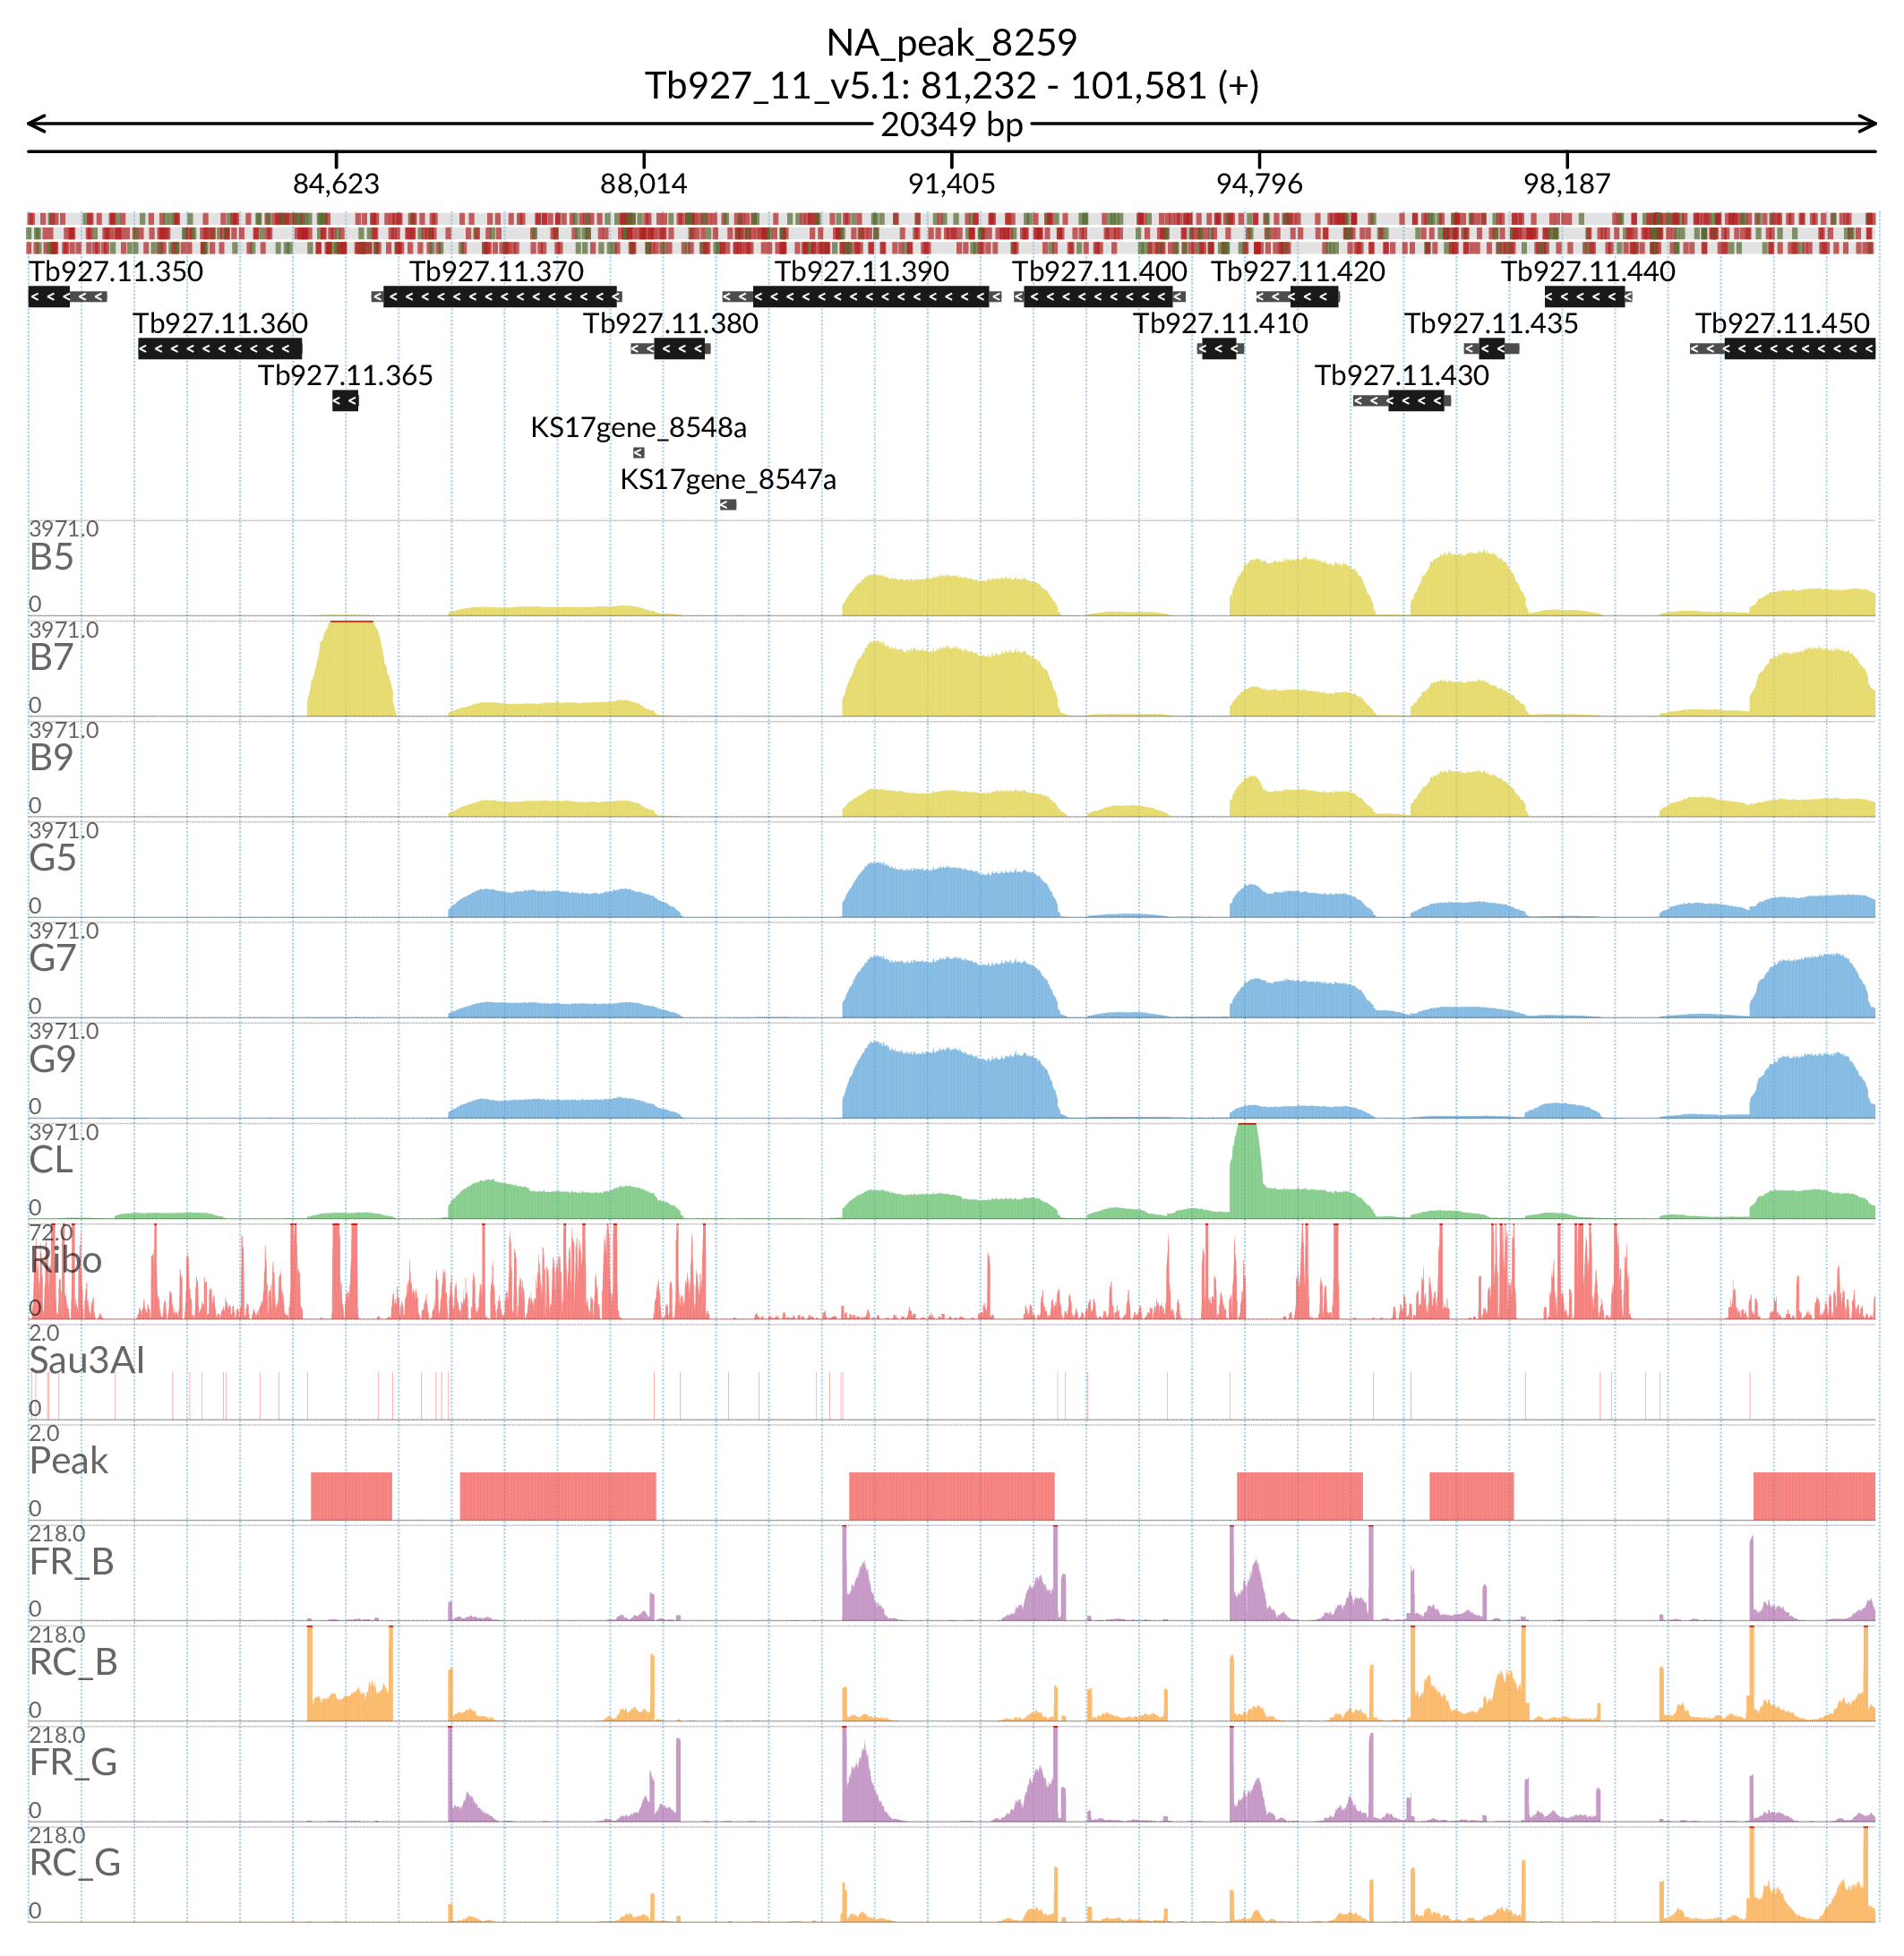 NA_peak_8259
Tb927_11_v5.1: 81,232 - 101,581 (+)
20349 bp
84,623 88,014 91,405 94,796 98,187
Tb927.11.350 Tb927.11.370 Tb927.11.390 Tb927.11.400 Tb927.11.420 Tb927.11.440
Tb927.11.360 Tb927.11.380 Tb927.11.410 Tb927.11.435 Tb927.11.450
Tb927.11.365 Tb927.11.430
KS17gene_8548a
KS17gene_8547a
3971.0
B5
0
3971.0
B7
0
3971.0
B9
0
3971.0
G5
0
3971.0
G7
0
3971.0
G9
0
3971.0
CL
0
72.0
Ribo
0
2.0
Sau3AI
0
2.0
Peak
0
218.0
FR_B
0
218.0
RC_B
0
218.0
FR_G
0
218.0
RC_G
0